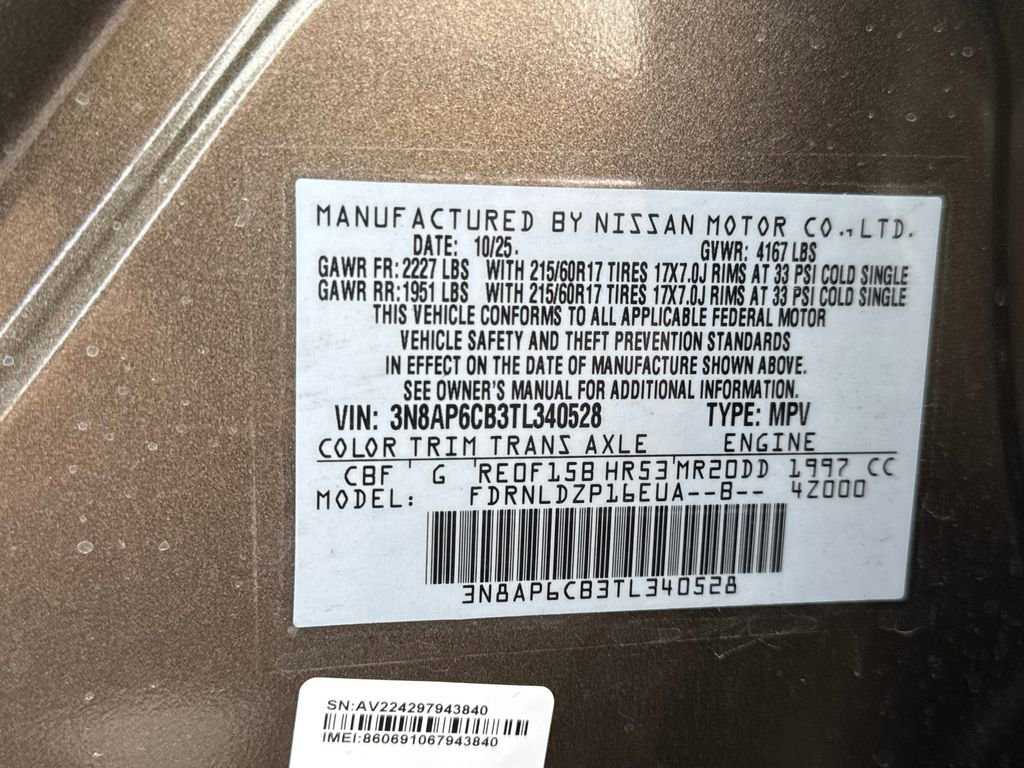 MANUFACTURED BY NISSAN MOTOR CO.,LTD.
DATE: 10/25. GVWR: 4167 LBS
GAWR FR:2227 LBS WITH 215/60R17 TIRES 17X7.0J RIMS AT 33 PSI COLD SINGLE
GAWR RR:1951 LBS WITH 215/60R17 TIRES 17X7.0J RIMS AT 33 PSI COLD SINGLE
THIS VEHICLE CONFORMS TO ALL APPLICABLE FEDERAL MOTOR
VEHICLE SAFETY AND THEFT PREVENTION STANDARDS
IN EFFECT ON THE DATE OF MANUFACTURE SHOWN ABOVE.
SEE OWNER'S MANUAL FOR ADDITIONAL INFORMATION.
VIN: 3N8AP6CB3TL340528 TYPE: MPV
COLOR TRIM TRANS AXLE ENGINE
CBF G RE0F15B HR53 MR20DD 1997 CC
MODEL: FDRNLDZP16EUA--B-- 4Z000
3N8AP6CB3TL340528
SN:AV224297943840
IMEI:860691067943840